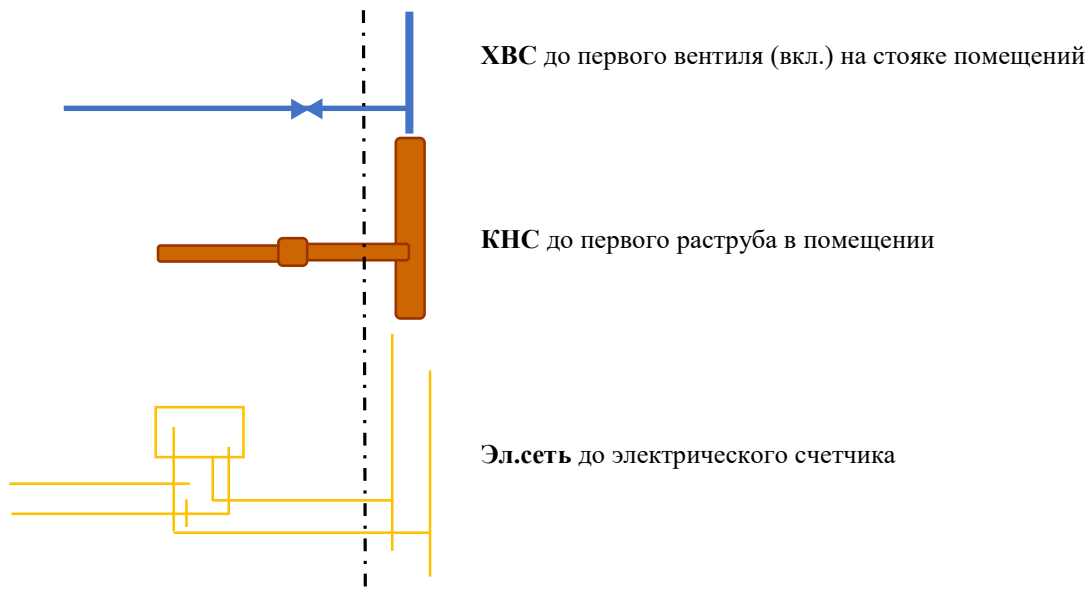 ХВС до первого вентиля (вкл.) на стояке помещений
КНС до первого раструба в помещении
Эл.сеть до электрического счетчика